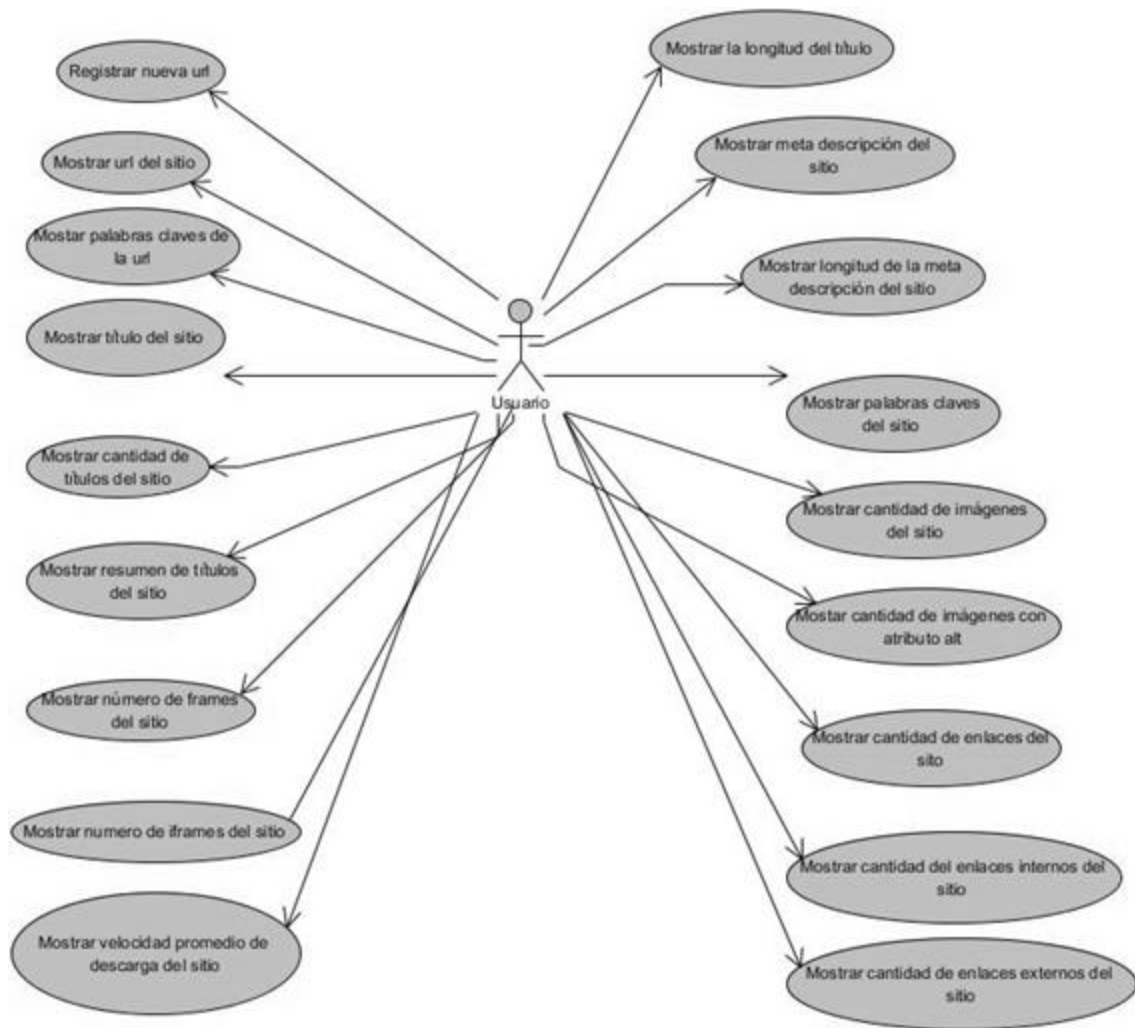 Registrar nueva url
Mostrar url del sitio
Mostar palabras claves de
la url
Mostrar título del sitio
Mostrar cantidad de
títulos del sitio
Mostrar resumen de títulos
del sitio
Mostrar número de frames
del sitio
Mostrar numero de iframes del sitio
Mostrar velocidad promedio de
descarga del sitio
Usuario
Mostrar la longitud del título
Mostrar meta descripción del
sitio
Mostrar longitud de la meta
descripción del sitio
Mostrar palabras claves
del sitio
Mostrar cantidad de imágenes
del sitio
Mostar cantidad de imágenes con
atributo alt
Mostrar cantidad de enlaces del
sito
Mostrar cantidad del enlaces internos del
sitio
Mostrar cantidad de enlaces externos del
sitio